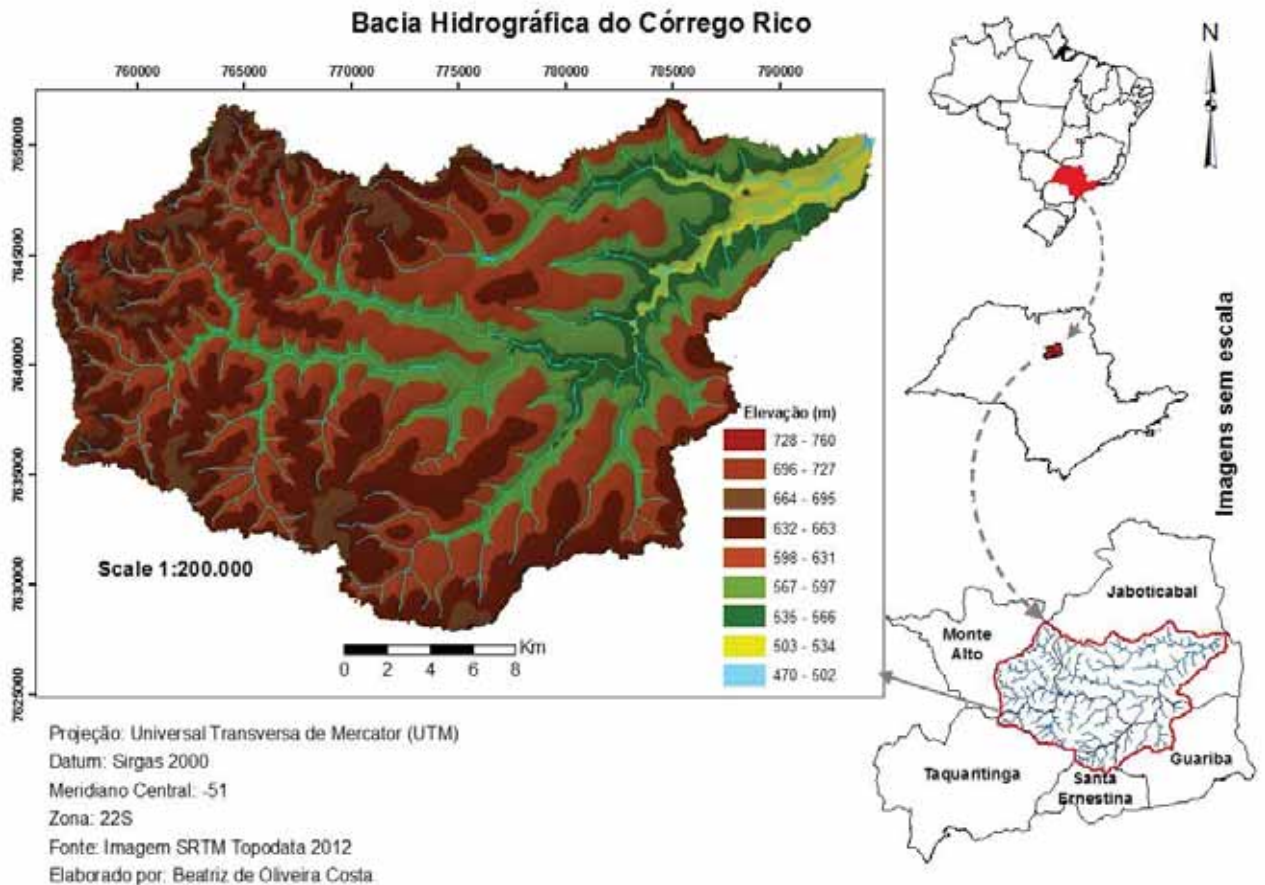 Bacia Hidrográfica do Córrego Rico
760000 765000 770000 775000 780000 785000 790000
7650000
7645000
7640000
7635000
7630000
7625000
N
Imagens sem escala
Elevação (m)
728 - 760
696 - 727
664 - 695
632 - 663
598 - 631
567 - 597
535 - 566
503 - 534
470 - 502
Scale 1:200.000
Km
0 2 4 6 8
Jaboticabal
Monte
Alto
Guariba
Taquaritinga
Santa
Ernestina
Projeção: Universal Transversa de Mercator (UTM)
Datum: Sirgas 2000
Meridiano Central: -51
Zona: 22S
Fonte: Imagem SRTM Topodata 2012
Elaborado por: Beatriz de Oliveira Costa